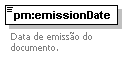 pm:emissionDate
Data de emissão do
documento.